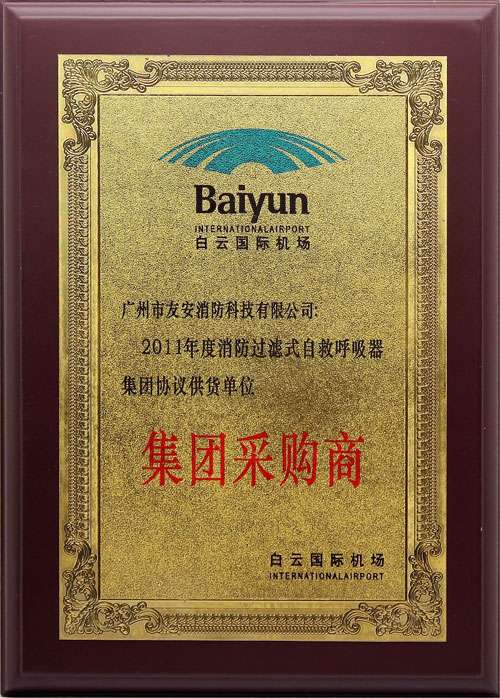 Baiyun
INTERNATIONALAIRPORT
白云国际机场
广州市友安消防科技有限公司:
2011年度消防过滤式自救呼吸器
集团协议供货单位
集团采购商
白云国际机场
INTERNATIONALAIRPORT